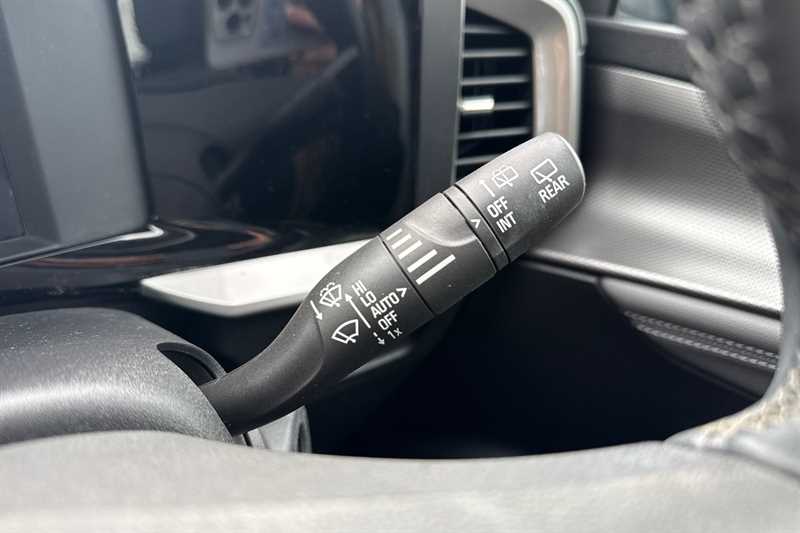 REAR
OFF
INT
HI
LO
AUTO >
OFF
1x